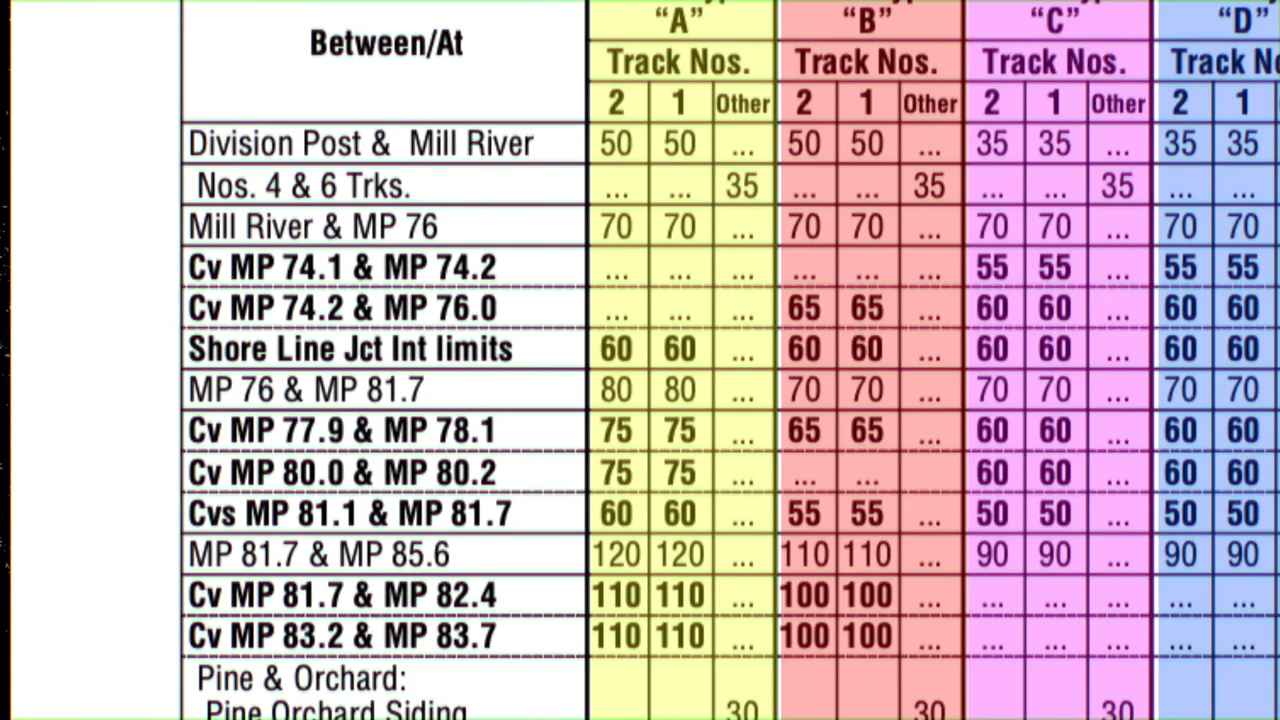 Between/At “A” “B” “C” “D”
Track Nos. Track Nos. Track Nos. Track
2 1 Other 2 1 Other 2 1 Other 2 1
Division Post & Mill River 50 50 ... 50 50 ... 35 35 ... 35 35
Nos. 4 & 6 Trks. ... ... 35 ... ... 35 ... ... 35 ... ...
Mill River & MP 76 70 70 ... 70 70 ... 70 70 ... 70 70
Cv MP 74.1 & MP 74.2 ... ... ... ... ... ... 55 55 ... 55 55
Cv MP 74.2 & MP 76.0 ... ... ... 65 65 ... 60 60 ... 60 60
Shore Line Jct Int limits 60 60 ... 60 60 ... 60 60 ... 60 60
MP 76 & MP 81.7 80 80 ... 70 70 ... 70 70 ... 70 70
Cv MP 77.9 & MP 78.1 75 75 ... 65 65 ... 60 60 ... 60 60
Cv MP 80.0 & MP 80.2 75 75 ... ... ... 60 60 ... 60 60
Cvs MP 81.1 & MP 81.7 60 60 ... 55 55 ... 50 50 ... 50 50
MP 81.7 & MP 85.6 120 120 ... 110 110 ... 90 90 ... 90 90
Cv MP 81.7 & MP 82.4 110 110 ... 100 100 ... ... ... ... ... ...
Cv MP 83.2 & MP 83.7 110 110 ... 100 100 ... ... ... ... ... ...
Pine & Orchard:
Pine Orchard Siding 30 30 30